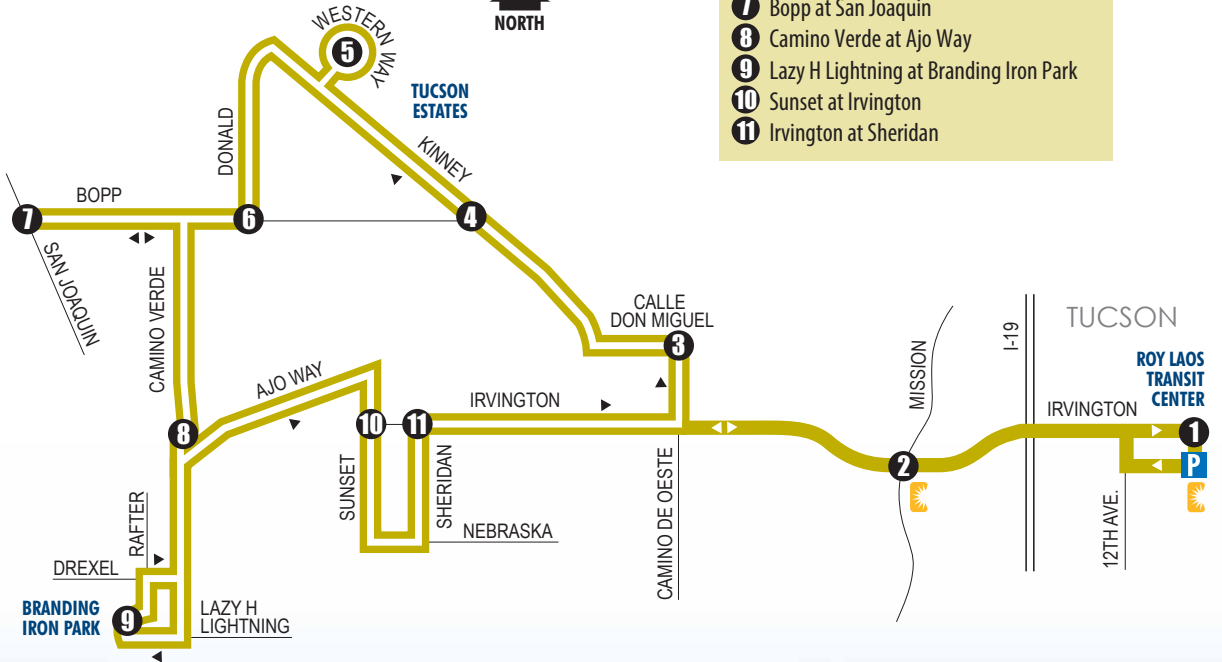 NORTH
7 Bopp at San Joaquin
8 Camino Verde at Ajo Way
9 Lazy H Lightning at Branding Iron Park
10 Sunset at Irvington
11 Irvington at Sheridan
WESTERN
WAY
5
TUCSON
ESTATES
DONALD
KINNEY
BOPP
7
6
4
SAN JOAQUIN
CAMINO VERDE
CALLE
DON MIGUEL
3
I-19
TUCSON
MISSION
ROY LAOS
TRANSIT
CENTER
AJO WAY
IRVINGTON
IRVINGTON
8
10
11
1
2
P
SUNSET
SHERIDAN
NEBRASKA
CAMINO DE OESTE
12TH AVE.
RAFTER
DREXEL
BRANDING
IRON PARK
9
LAZY H
LIGHTNING